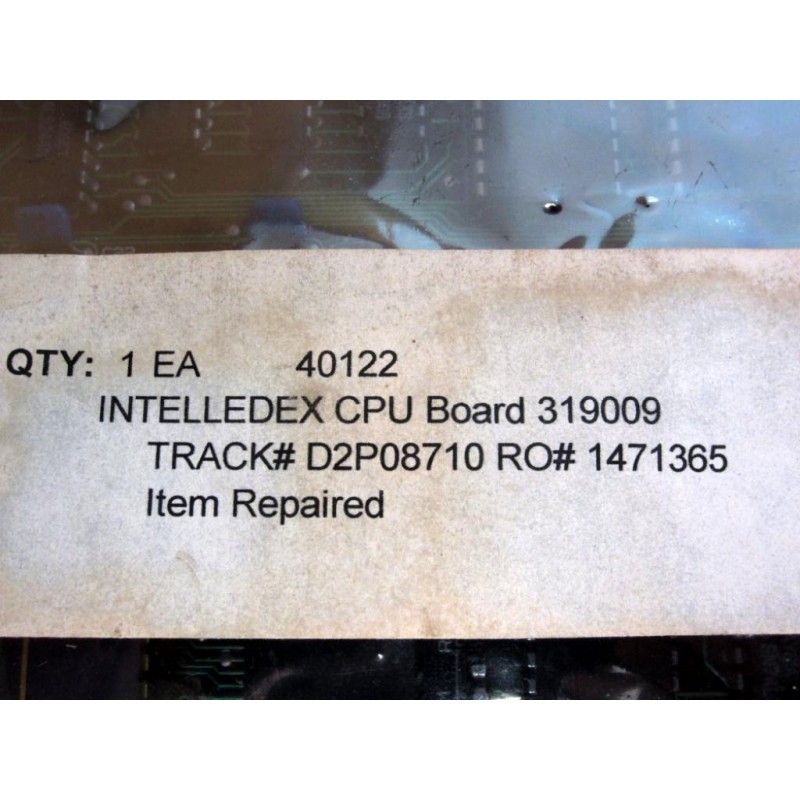 QTY: 1 EA 40122
INTELLEDEX CPU Board 319009
TRACK# D2P08710 RO# 1471365
Item Repaired